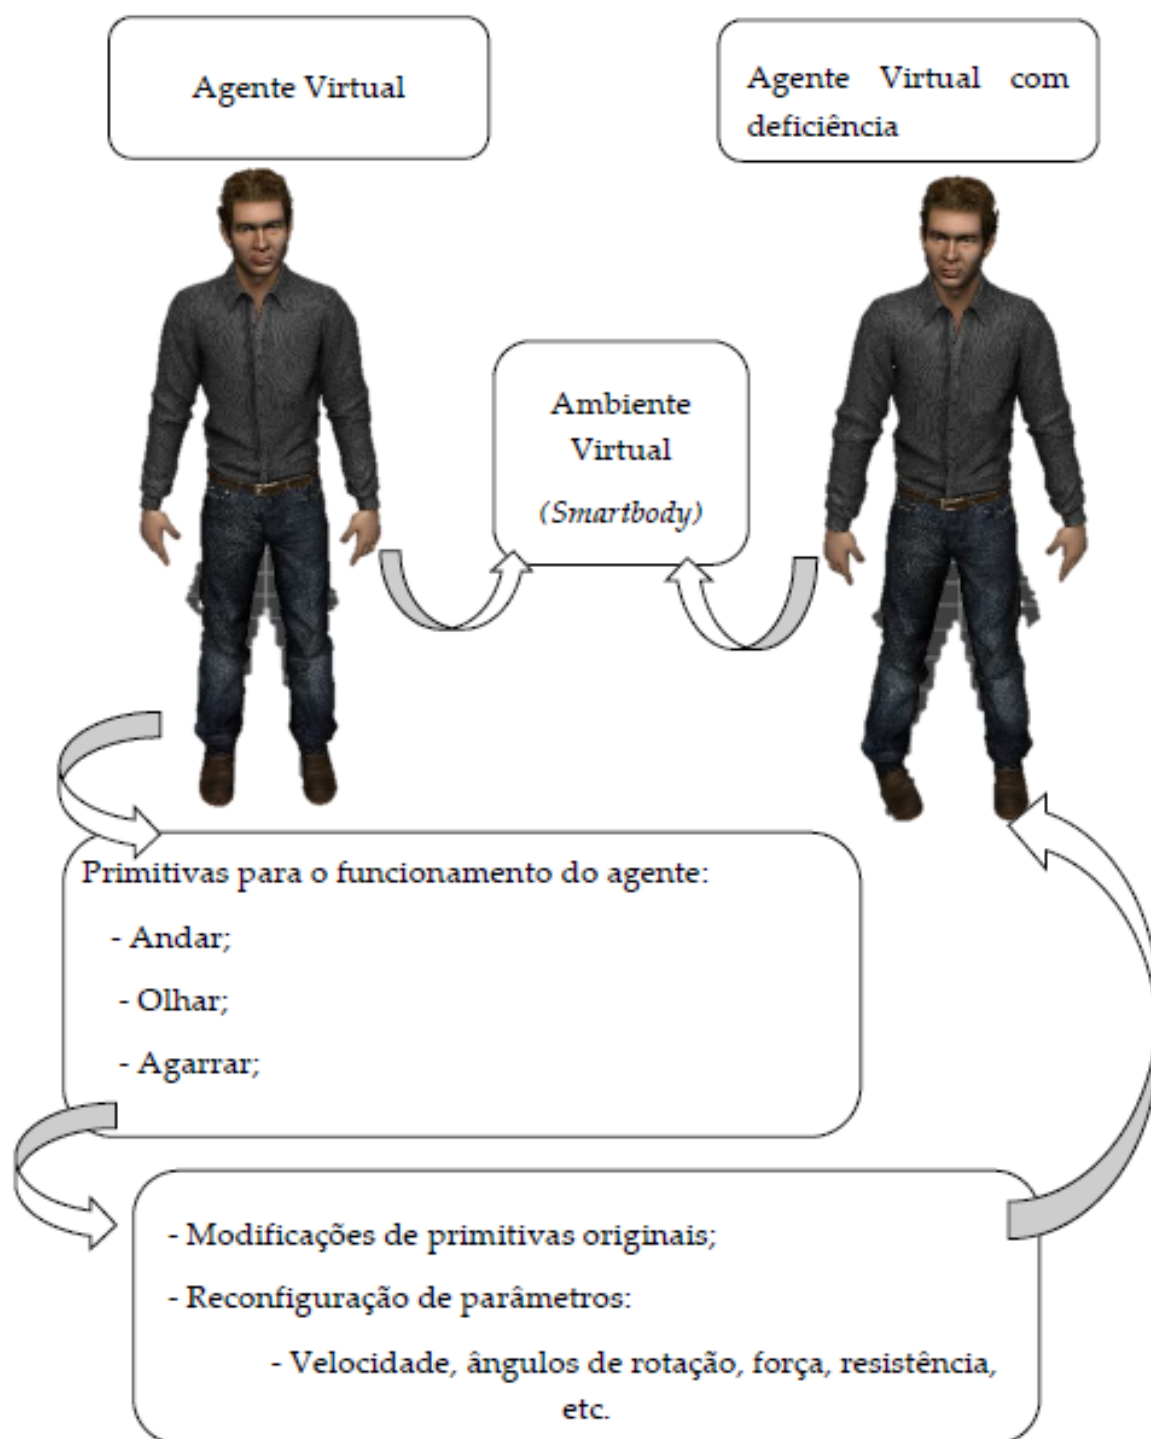 Agente Virtual
Agente Virtual com
deficiência
Ambiente
Virtual
(Smartbody)
Primitivas para o funcionamento do agente:
- Andar;
- Olhar;
- Agarrar;
- Modificações de primitivas originais;
- Reconfiguração de parâmetros:
- Velocidade, ângulos de rotação, força, resistência,
etc.